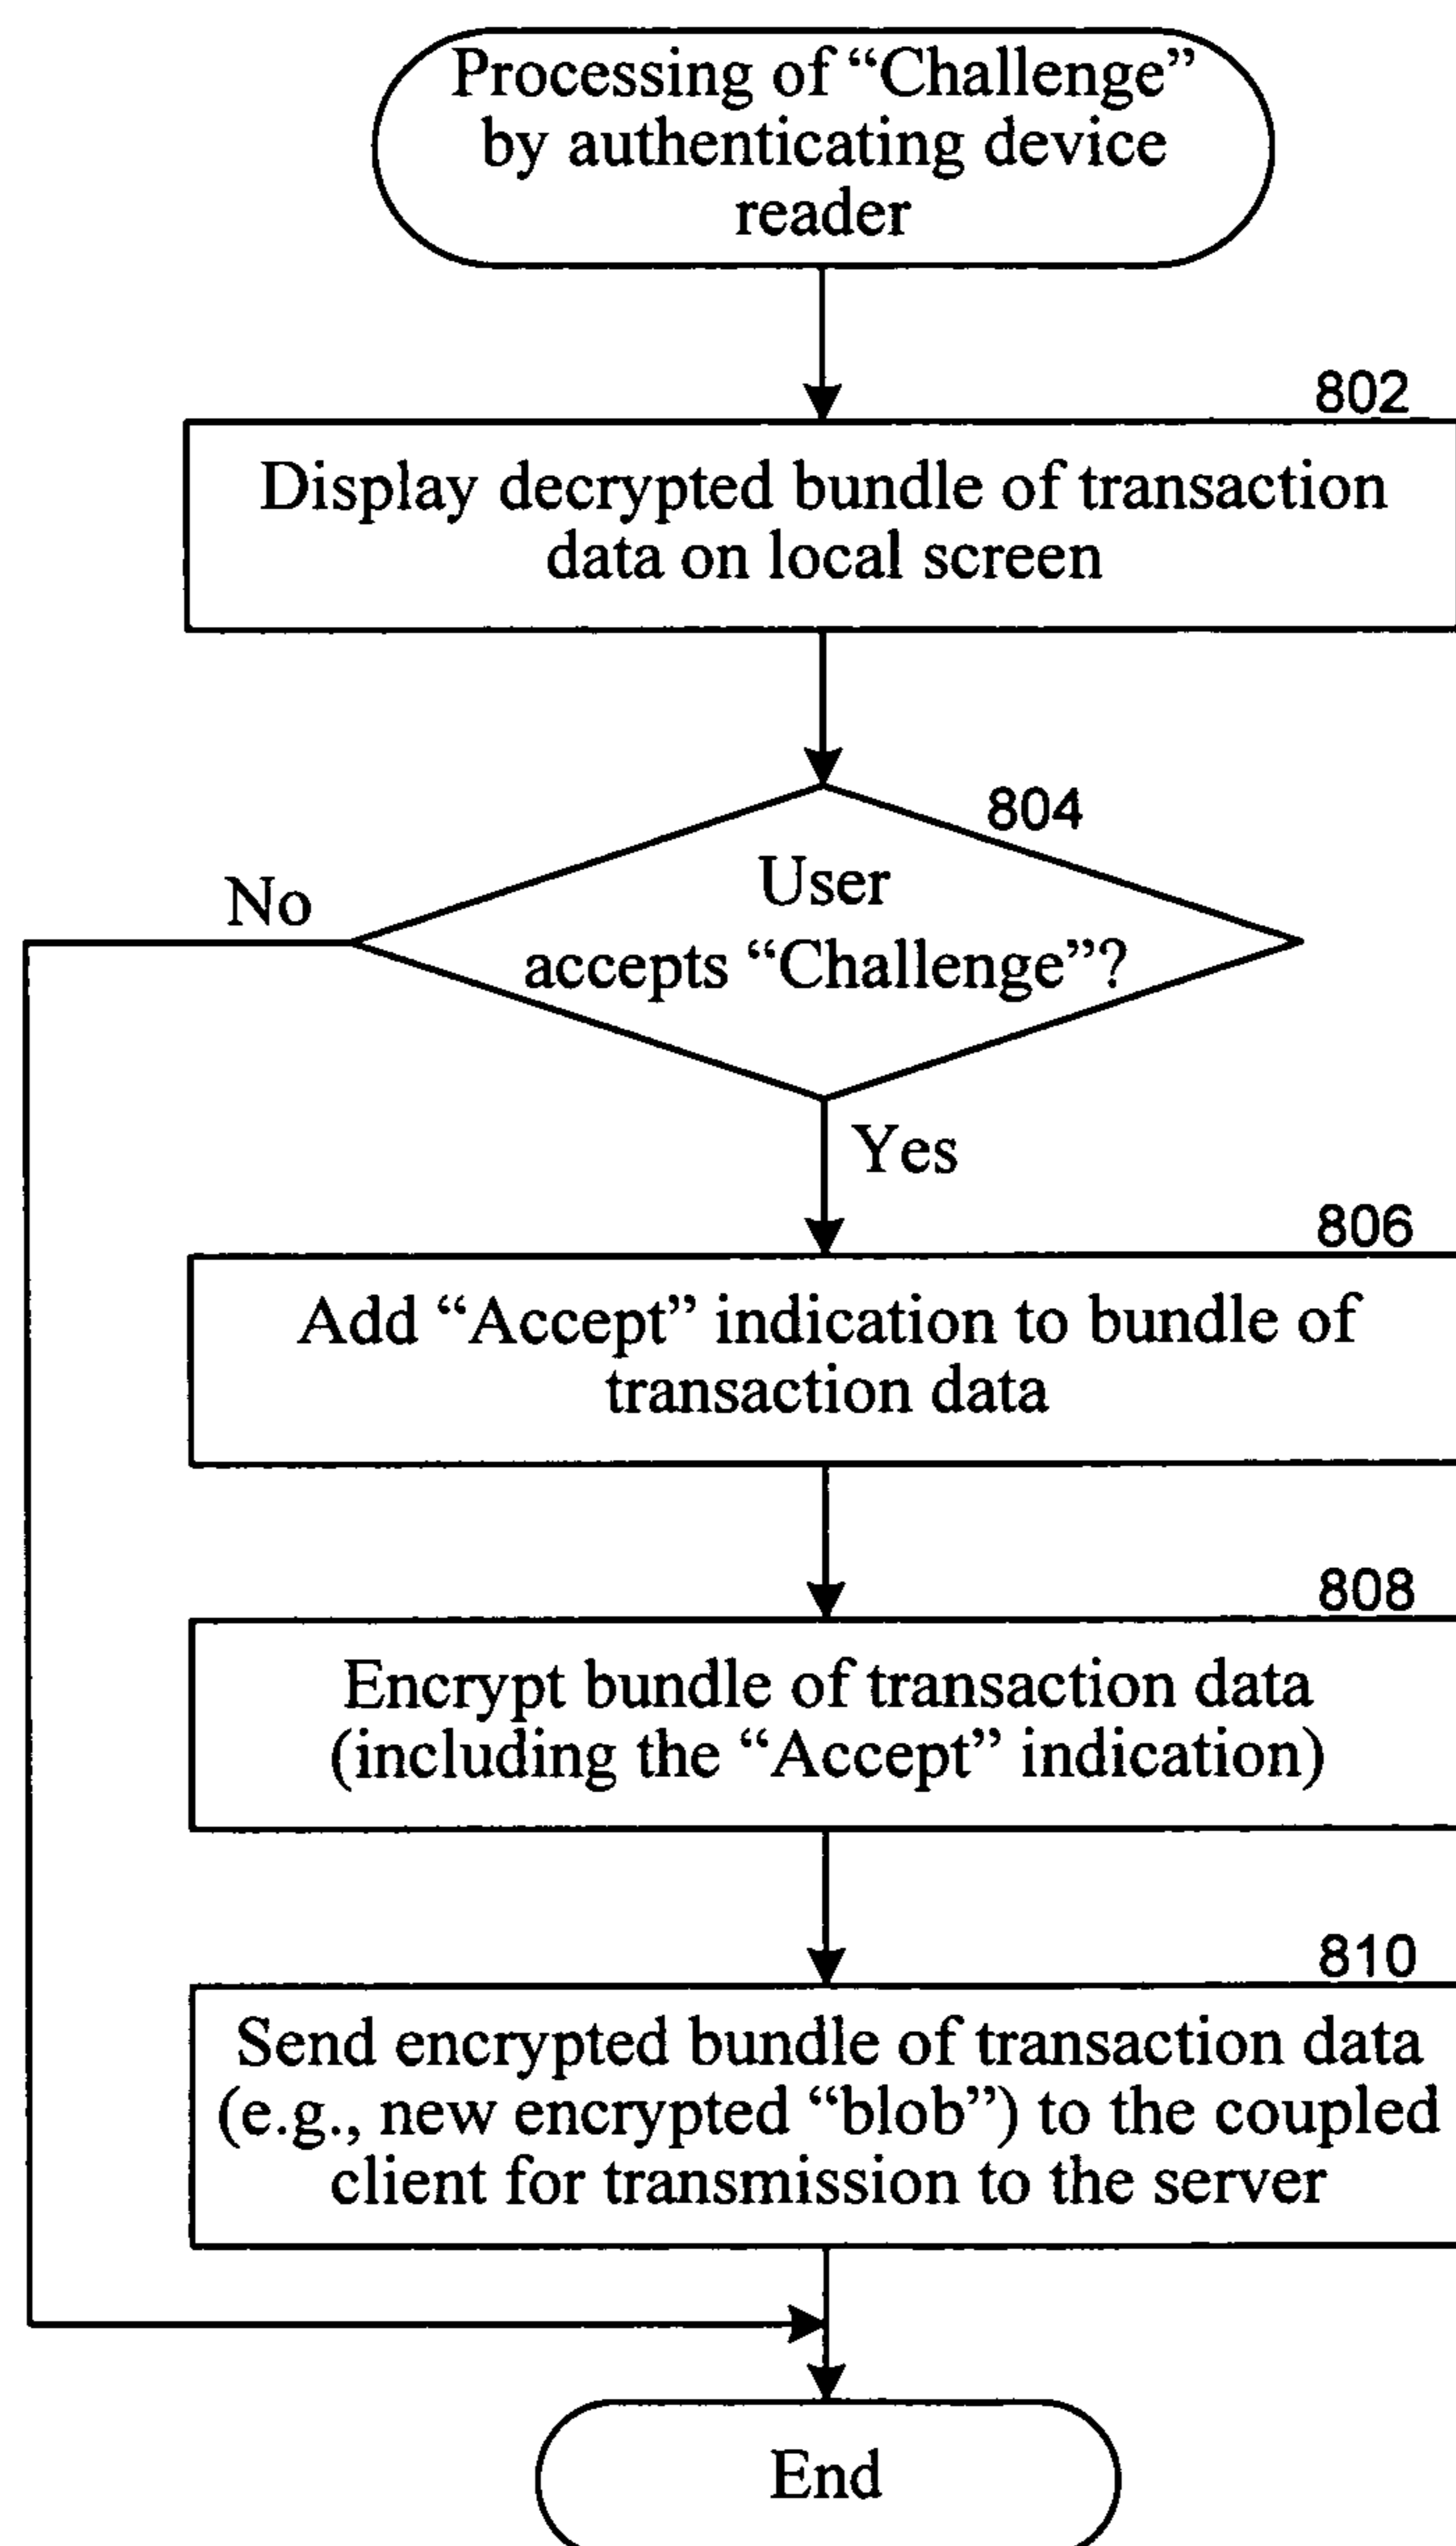 Processing of “Challenge”
by authenticating device
reader
802
Display decrypted bundle of transaction
data on local screen
804
User
accepts “Challenge”?
No
Yes
806
Add “Accept” indication to bundle of
transaction data
808
Encrypt bundle of transaction data
(including the “Accept” indication)
810
Send encrypted bundle of transaction data
(e.g., new encrypted “blob”) to the coupled
client for transmission to the server
End